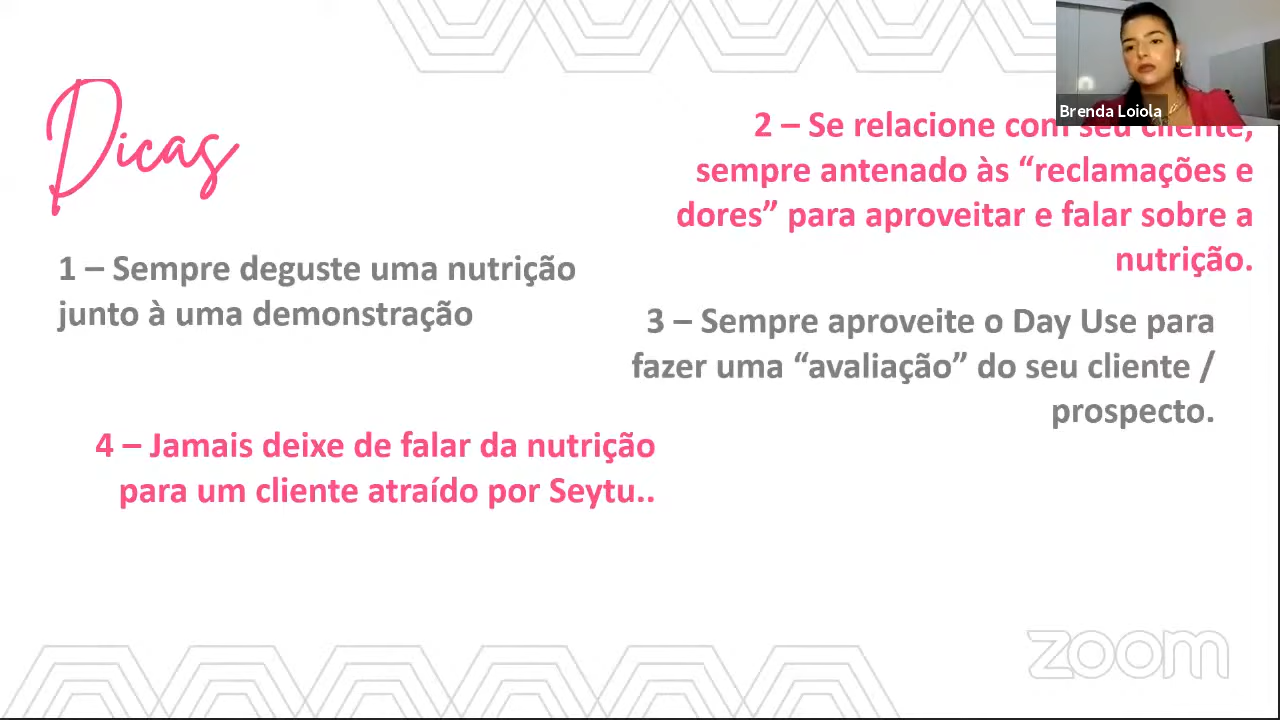 Dicas
Brenda Loiola
2 – Se relacione com seu cliente,
sempre antenado às “reclamações e
dores” para aproveitar e falar sobre a
nutrição.
1 – Sempre deguste uma nutrição
junto à uma demonstração
3 – Sempre aproveite o Day Use para
fazer uma “avaliação” do seu cliente /
prospecto.
4 – Jamais deixe de falar da nutrição
para um cliente atraído por Seytu..
zoom